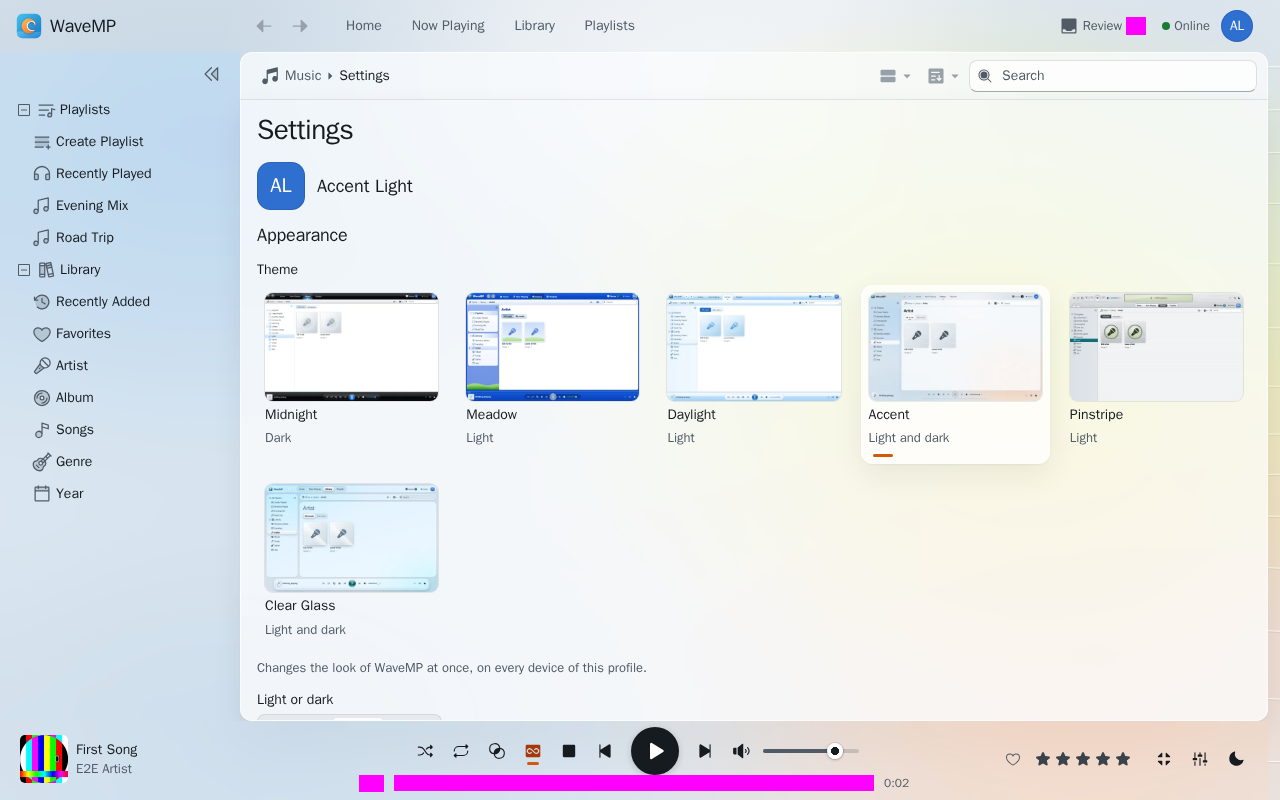 WaveMP
Home
Now Playing
Library
Playlists
Review
Online
AL
Music
Settings
Search
Playlists
Create Playlist
Recently Played
Evening Mix
Road Trip
Library
Recently Added
Favorites
Artist
Album
Songs
Genre
Year
Settings
AL
Accent Light
Appearance
Theme
Midnight
Dark
Meadow
Light
Daylight
Light
Accent
Light and dark
Pinstripe
Light
Clear Glass
Light and dark
Changes the look of WaveMP at once, on every device of this profile.
Light or dark
First Song
E2E Artist
0:02